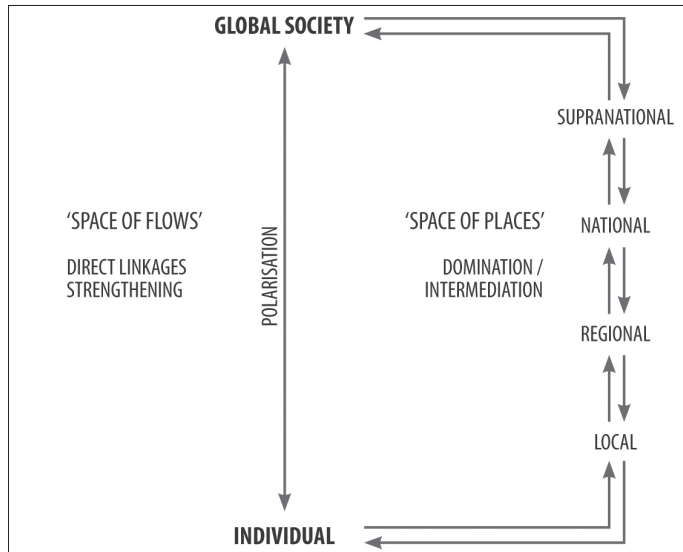 GLOBAL SOCIETY
SUPRANATIONAL
'SPACE OF FLOWS'
DIRECT LINKAGES
STRENGTHENING
POLARISATION
'SPACE OF PLACES'
DOMINATION /
INTERMEDIATION
NATIONAL
REGIONAL
LOCAL
INDIVIDUAL